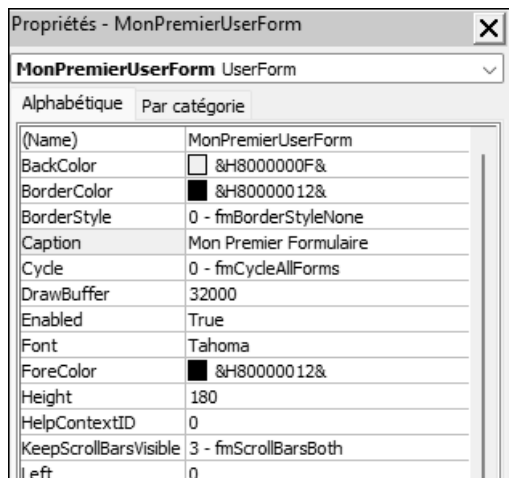 Propriétés - MonPremierUserForm
MonPremierUserForm UserForm
Alphabétique Par catégorie
(Name) MonPremierUserForm
BackColor &H8000000F&
BorderColor &H80000012&
BorderStyle 0 - fmBorderStyleNone
Caption Mon Premier Formulaire
Cycle 0 - fmCycleAllForms
DrawBuffer 32000
Enabled True
Font Tahoma
ForeColor &H80000012&
Height 180
HelpContextID 0
KeepScrollBarsVisible 3 - fmScrollBarsBoth
Left 0